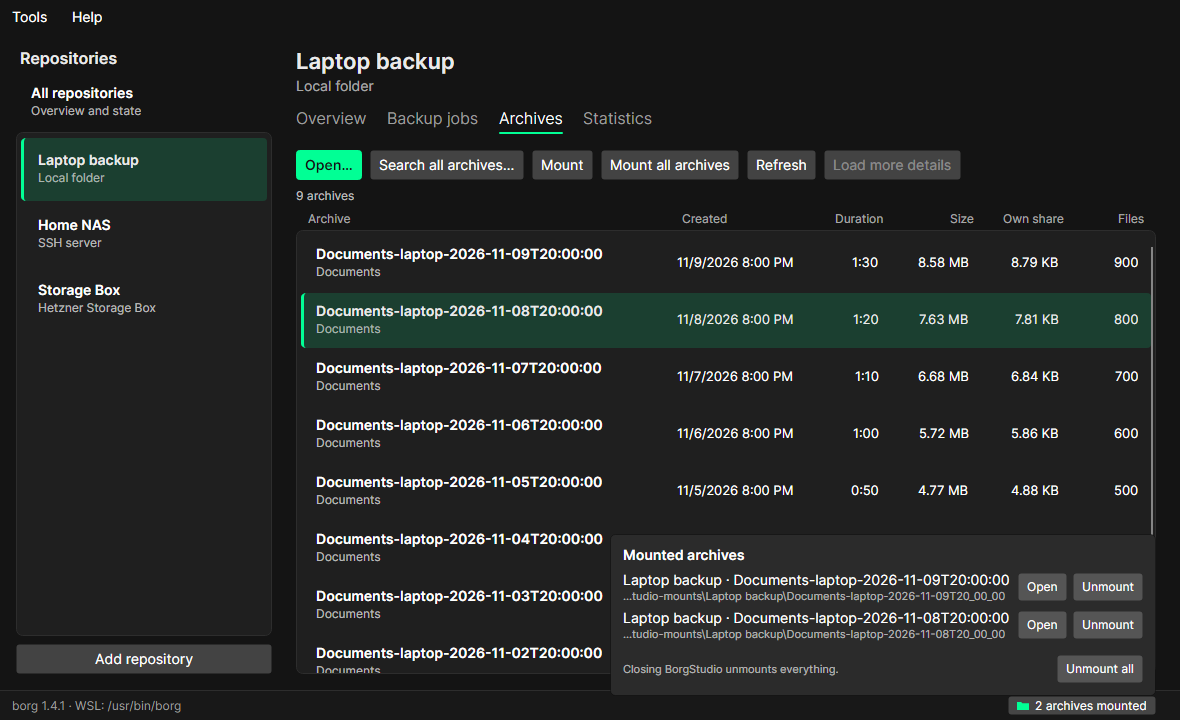 Tools Help
Repositories
All repositories
Overview and state
Laptop backup
Local folder
Home NAS
SSH server
Storage Box
Hetzner Storage Box
Add repository
Laptop backup
Local folder
Overview Backup jobs Archives Statistics
Open... Search all archives... Mount Mount all archives Refresh Load more details
9 archives
Archive Created Duration Size Own share Files
Documents-laptop-2026-11-09T20:00:00 11/9/2026 8:00 PM 1:30 8.58 MB 8.79 KB 900
Documents
Documents-laptop-2026-11-08T20:00:00 11/8/2026 8:00 PM 1:20 7.63 MB 7.81 KB 800
Documents
Documents-laptop-2026-11-07T20:00:00 11/7/2026 8:00 PM 1:10 6.68 MB 6.84 KB 700
Documents
Documents-laptop-2026-11-06T20:00:00 11/6/2026 8:00 PM 1:00 5.72 MB 5.86 KB 600
Documents
Documents-laptop-2026-11-05T20:00:00 11/5/2026 8:00 PM 0:50 4.77 MB 4.88 KB 500
Documents
Documents-laptop-2026-11-04T20:00:00
Documents
Documents-laptop-2026-11-03T20:00:00
Documents
Documents-laptop-2026-11-02T20:00:00
Documents
Mounted archives
Laptop backup · Documents-laptop-2026-11-09T20:00:00 Open Unmount
...tudio-mounts\Laptop backup\Documents-laptop-2026-11-09T20_00_00
Laptop backup · Documents-laptop-2026-11-08T20:00:00 Open Unmount
...tudio-mounts\Laptop backup\Documents-laptop-2026-11-08T20_00_00
Closing BorgStudio unmounts everything. Unmount all
borg 1.4.1 · WSL: /usr/bin/borg 2 archives mounted